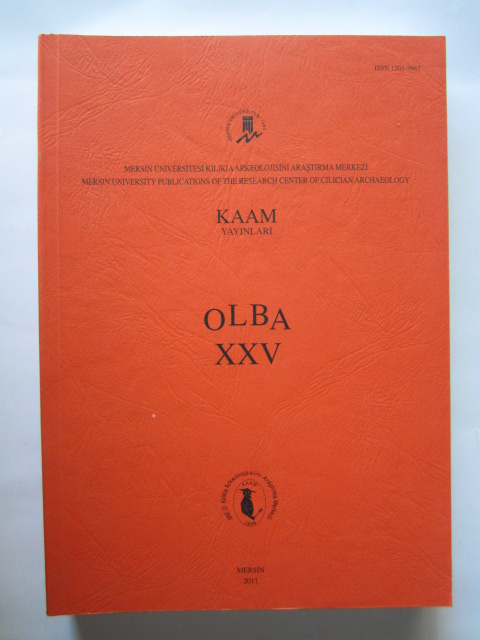 MERSİN ÜNİVERSİTESİ KILIKIA ARKEOLOJİSİNİ ARAŞTIRMA MERKEZİ
MERSIN UNIVERSITY PUBLICATIONS OF THE RESEARCH CENTER OF CILICIAN ARCHAEOLOGY
KAAM
YAYINLARI
OLBA
XXV
MERSİN
2017